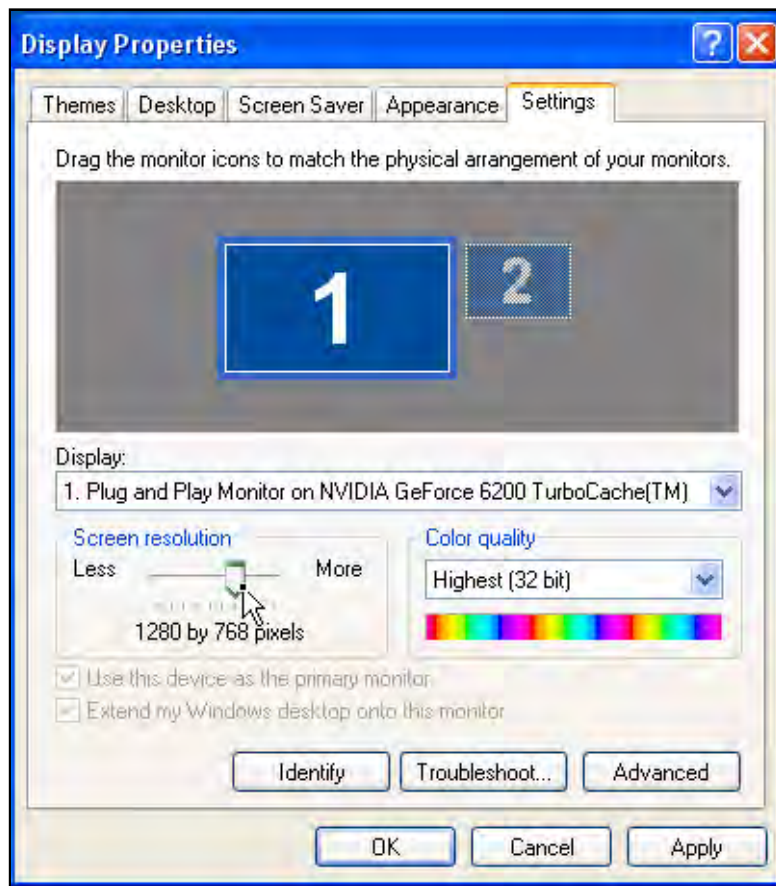 Display Properties
?
Themes Desktop Screen Saver Appearance Settings
Drag the monitor icons to match the physical arrangement of your monitors.
1 2
Display:
1. Plug and Play Monitor on NVIDIA GeForce 6200 TurboCache(TM)
Screen resolution Color quality
Less More Highest (32 bit)
1280 by 768 pixels
Use this device as the primary monitor
Extend my Windows desktop onto this monitor
Identify Troubleshoot... Advanced
OK Cancel Apply